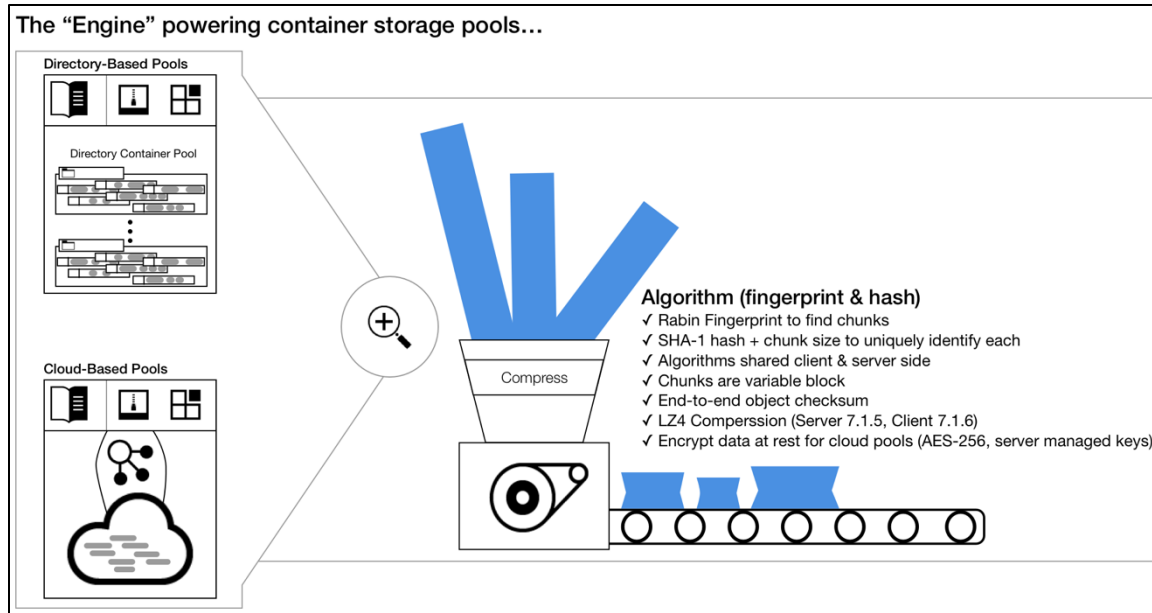 The “Engine” powering container storage pools…
Directory-Based Pools
Directory Container Pool
Cloud-Based Pools
Compress
Algorithm (fingerprint & hash)
✓ Rabin Fingerprint to find chunks
✓ SHA-1 hash + chunk size to uniquely identify each
✓ Algorithms shared client & server side
✓ Chunks are variable block
✓ End-to-end object checksum
✓ LZ4 Comperssion (Server 7.1.5, Client 7.1.6)
✓ Encrypt data at rest for cloud pools (AES-256, server managed keys)